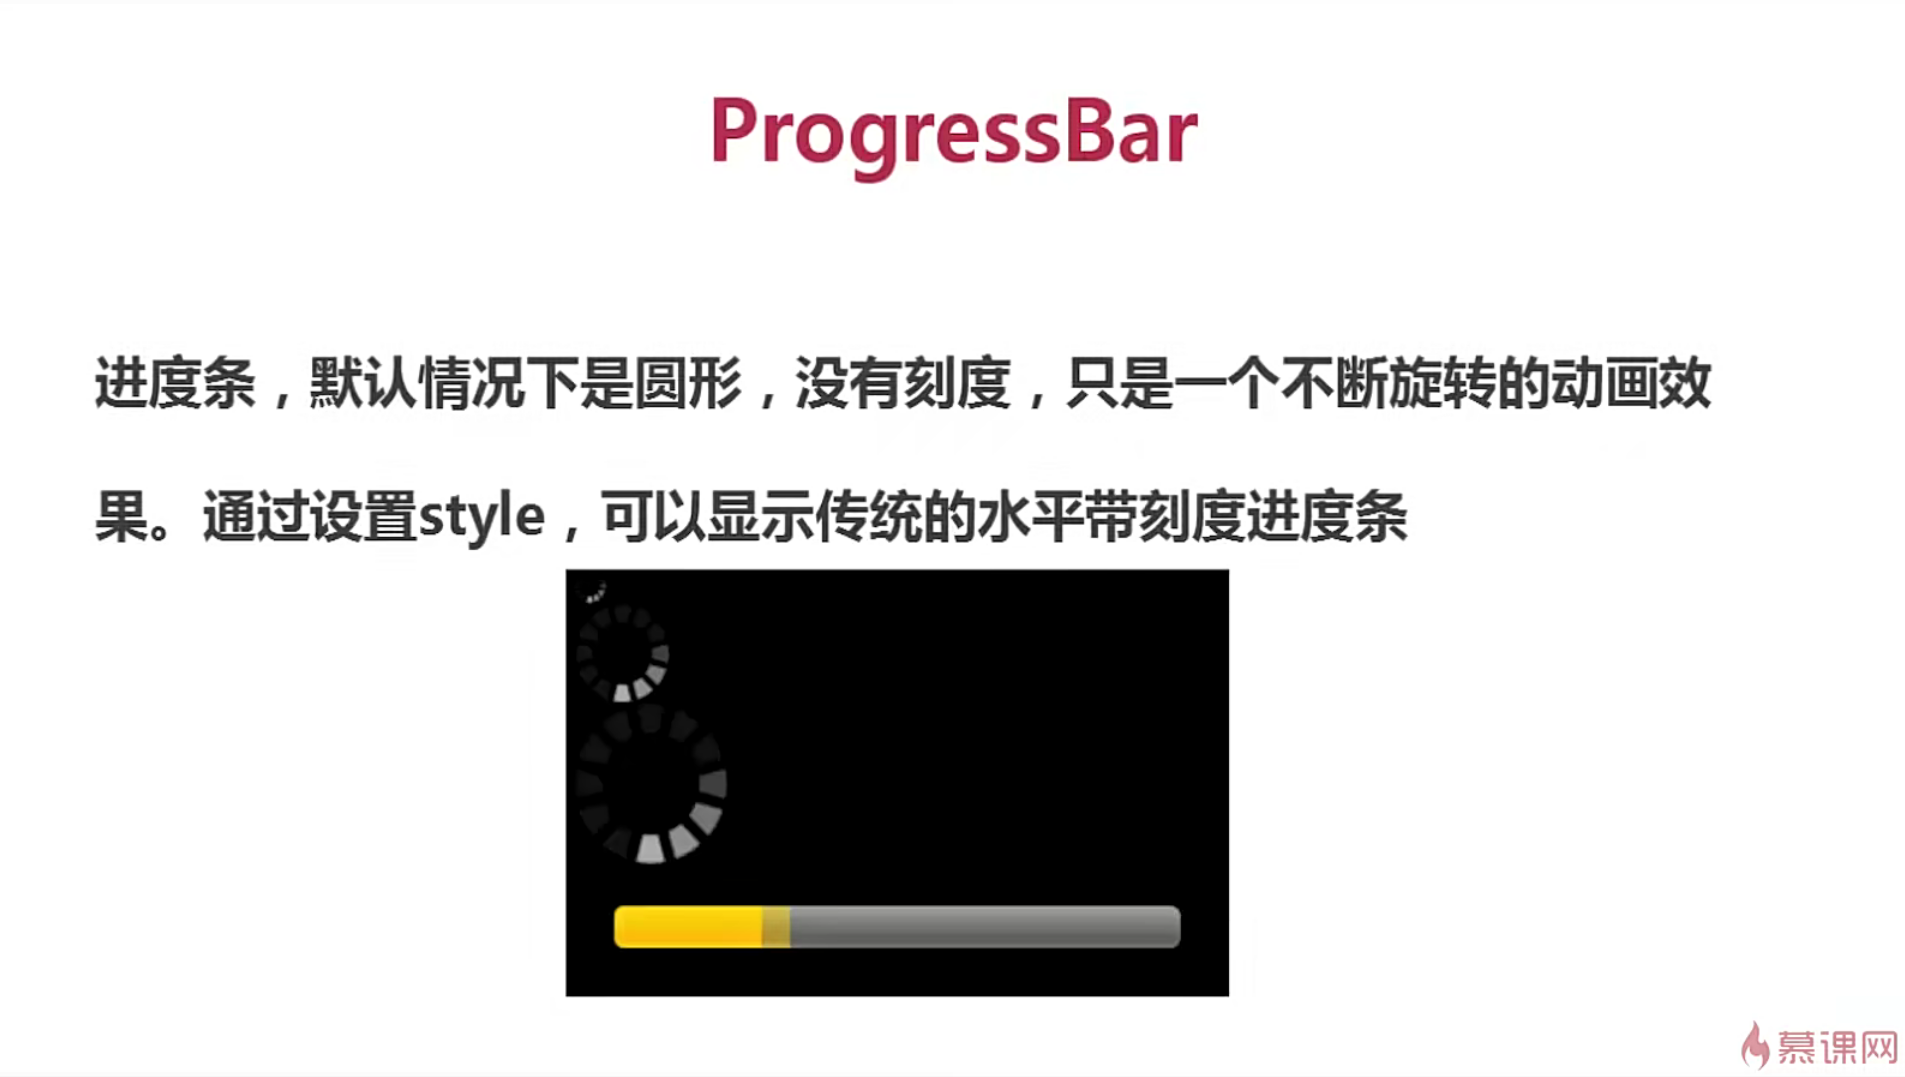 ProgressBar
进度条，默认情况下是圆形，没有刻度，只是一个不断旋转的动画效
果。通过设置style，可以显示传统的水平带刻度进度条
慕课网